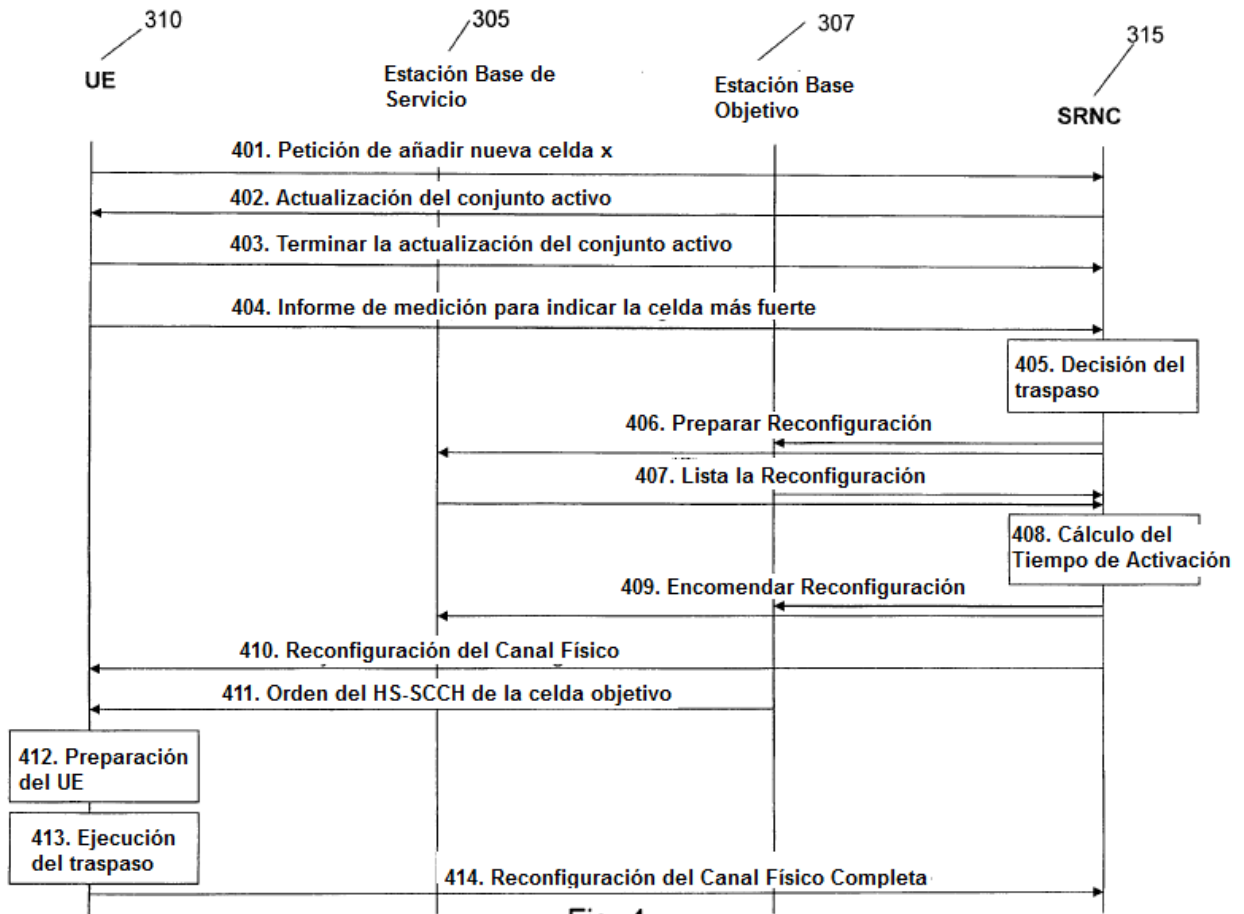 310
305
307
315
UE
Estación Base de
Servicio
Estación Base
Objetivo
SRNC
401. Petición de añadir nueva celda x
402. Actualización del conjunto activo
403. Terminar la actualización del conjunto activo
404. Informe de medición para indicar la celda más fuerte
405. Decisión del
traspaso
406. Preparar Reconfiguración
407. Lista la Reconfiguración
408. Cálculo del
Tiempo de Activación
409. Encomendar Reconfiguración
410. Reconfiguración del Canal Físico
411. Orden del HS-SCCH de la celda objetivo
412. Preparación
del UE
413. Ejecución
del traspaso
414. Reconfiguración del Canal Físico Completa